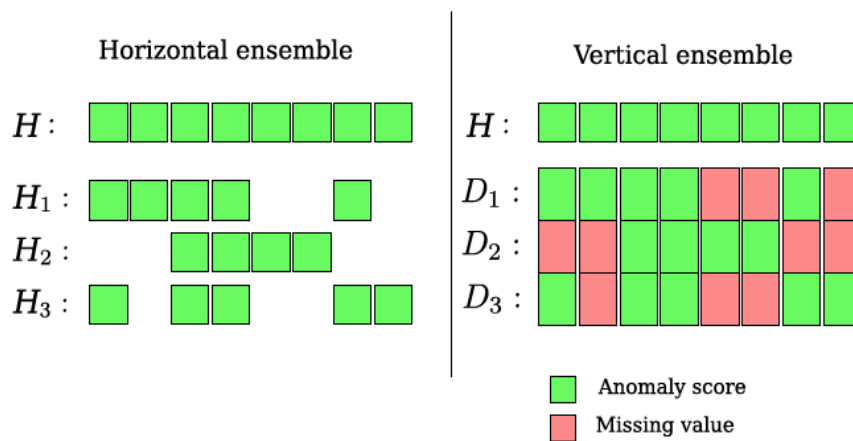 Horizontal ensemble
H :
H₁ :
H₂ :
H₃ :
Vertical ensemble
H :
D₁ :
D₂ :
D₃ :
Anomaly score
Missing value